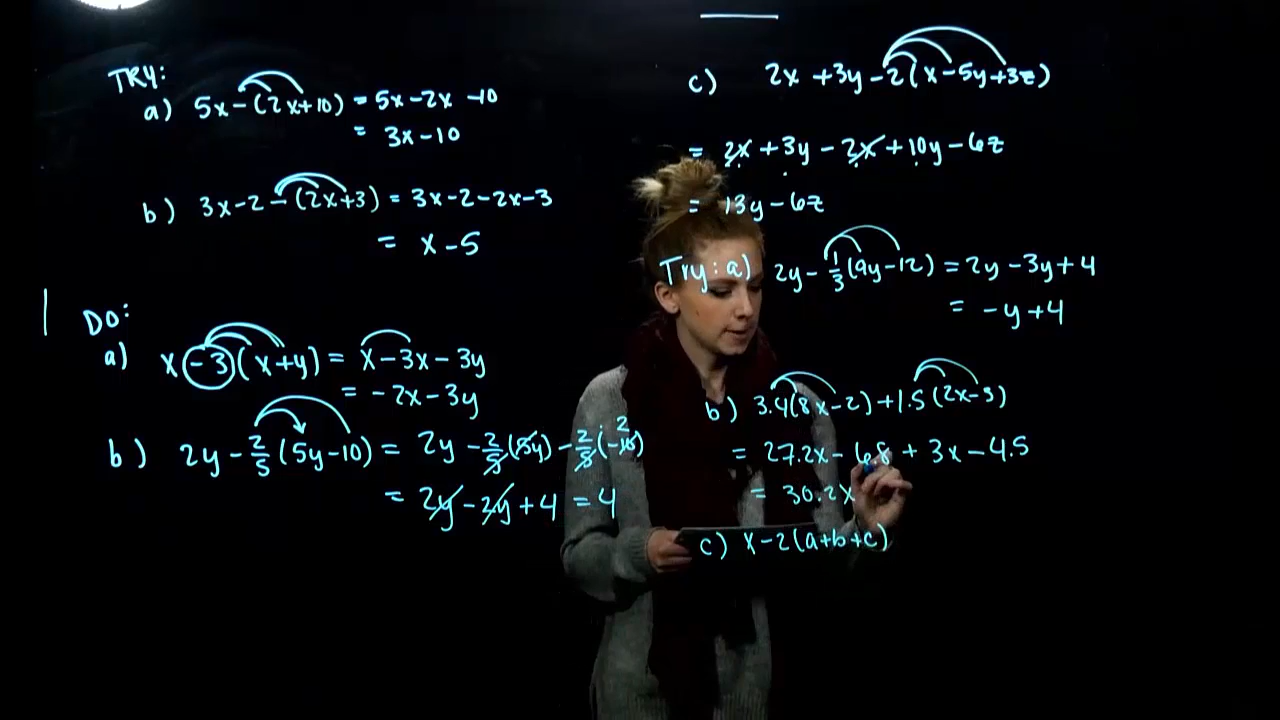 TRY:
a) 5x-(2x+10) = 5x-2x-10
= 3x-10
b) 3x-2-(2x+3) = 3x-2-2x-3
= x-5
DO:
a) x-3(x+y) = x-3x-3y
= -2x-3y
b) 2y-2/5(5y-10) = 2y-2/5(5y)-2/5(-10) 2
= 2y-2y+4 = 4
c) 2x+3y-2(x-5y+3z)
= 2x+3y-2x+10y-6z
= 13y-6z
Try: a) 2y-1/3(9y-12) = 2y-3y+4
= -y+4
b) 3.4(8x-2)+1.5(2x-3)
= 27.2x-6.8+3x-4.5
= 30.2x
c) x-2(a+b+c)